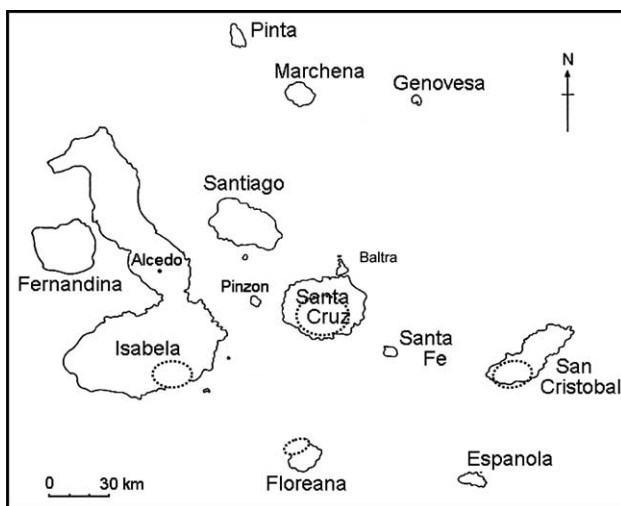 Pinta
Marchena
Genovesa
N
Santiago
Alcedo
Baltra
Fernandina
Pinzon
Santa
Cruz
Isabela
Santa
Fe
San
Cristobal
Floreana
Espanola
0 30 km